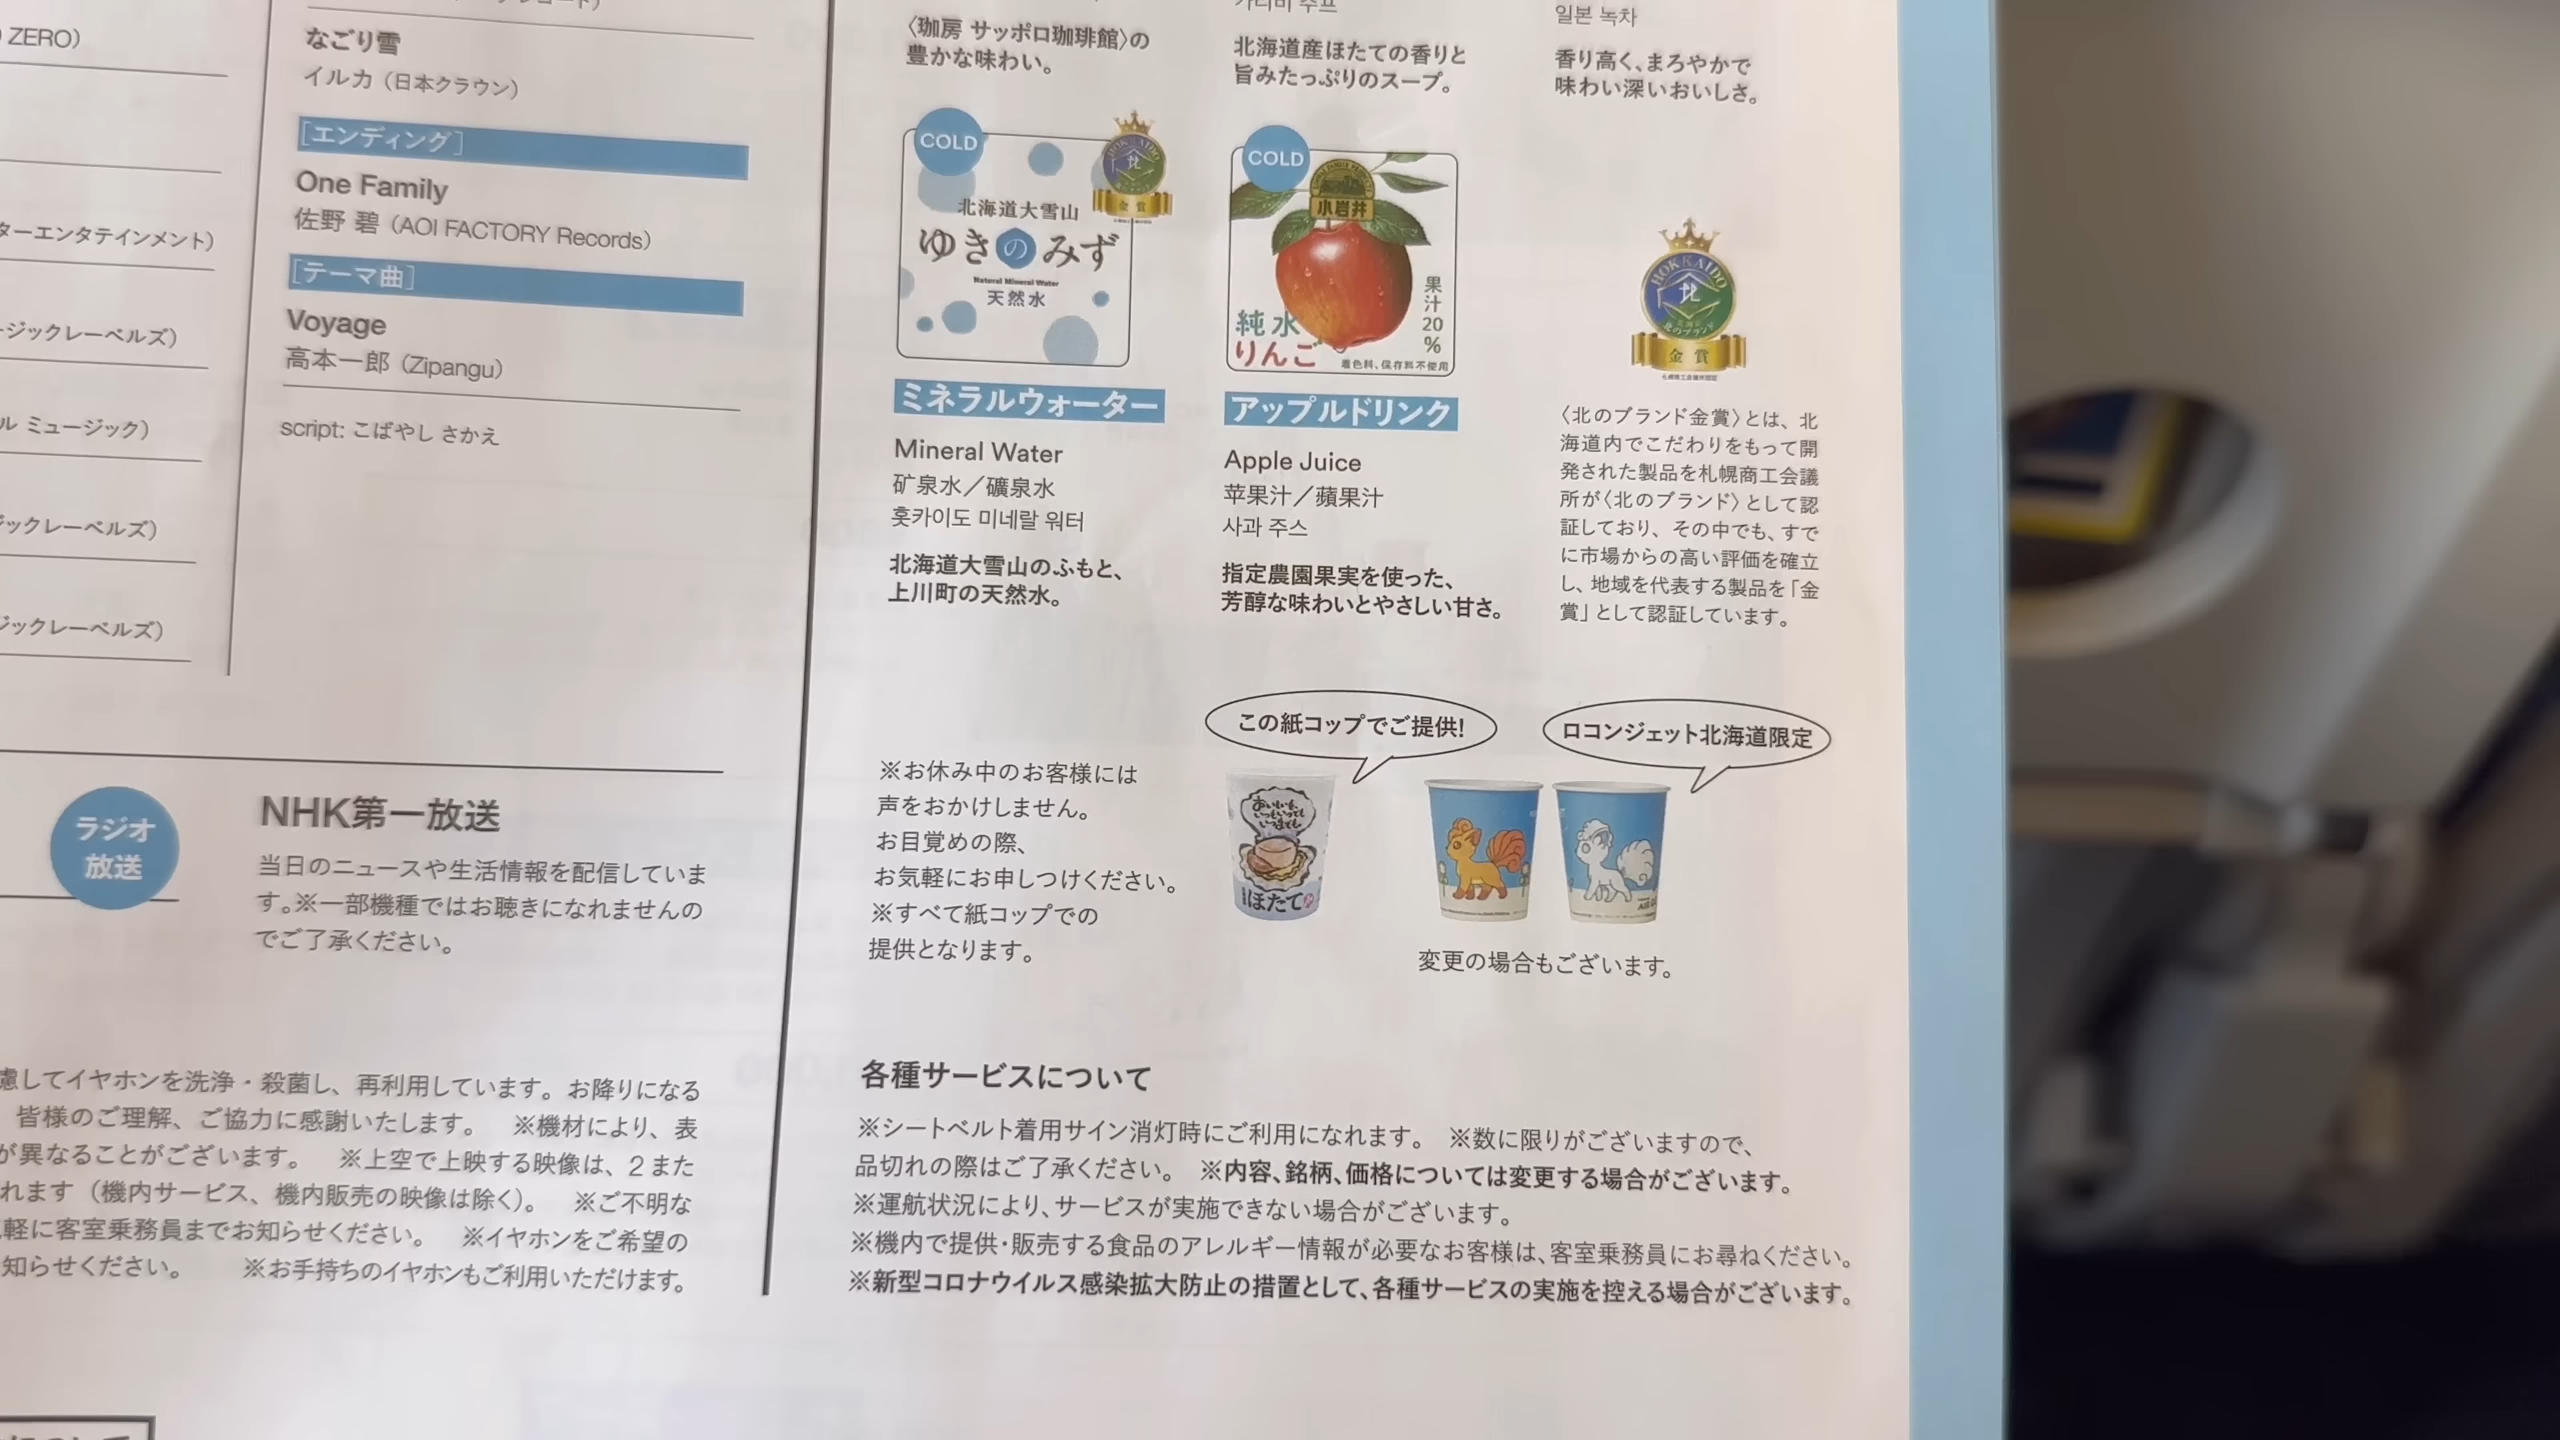 ZERO)
ターエンタテインメント)
ージックレーベルズ)
ル ミュージック)
ジックレーベルズ)
ジックレーベルズ)
なごり雪
イルカ（日本クラウン）
[エンディング]
One Family
佐野 碧（AOI FACTORY Records）
[テーマ曲]
Voyage
高本一郎（Zipangu）
script: こばやし さかえ
ラジオ
放送
NHK第一放送
当日のニュースや生活情報を配信していま
す。※一部機種ではお聴きになれませんの
でご了承ください。
慮してイヤホンを洗浄・殺菌し、再利用しています。お降りになる
皆様のご理解、ご協力に感謝いたします。　※機材により、表
が異なることがございます。　※上空で上映する映像は、2また
れます（機内サービス、機内販売の映像は除く）。　※ご不明な
軽に客室乗務員までお知らせください。　※イヤホンをご希望の
知らせください。　※お手持ちのイヤホンもご利用いただけます。
〈珈房 サッポロ珈琲館〉の
豊かな味わい。
北海道産ほたての香りと
旨みたっぷりのスープ。
일본 녹차
香り高く、まろやかで
味わい深いおいしさ。
COLD
北海道大雪山
ゆきのみず
Natural Mineral Water
天然水
HOKKAIDO
北
金賞
ミネラルウォーター
Mineral Water
矿泉水／礦泉水
홋카이도 미네랄 워터
北海道大雪山のふもと、
上川町の天然水。
COLD
小岩井
果汁20%
純水
りんご
着色料、保存料不使用
アップルドリンク
Apple Juice
苹果汁／蘋果汁
사과 주스
指定農園果実を使った、
芳醇な味わいとやさしい甘さ。
HOKKAIDO
北
北のブランド
金賞
〈北のブランド金賞〉とは、北
海道内でこだわりをもって開
発された製品を札幌商工会議
所が〈北のブランド〉として認
証しており、その中でも、すで
に市場からの高い評価を確立
し、地域を代表する製品を「金
賞」として認証しています。
※お休み中のお客様には
声をおかけしません。
お目覚めの際、
お気軽にお申しつけください。
※すべて紙コップでの
提供となります。
この紙コップでご提供!
ほたて
ロコンジェット北海道限定
変更の場合もございます。
各種サービスについて
※シートベルト着用サイン消灯時にご利用になれます。　※数に限りがございますので、
品切れの際はご了承ください。　※内容、銘柄、価格については変更する場合がございます。
※運航状況により、サービスが実施できない場合がございます。
※機内で提供・販売する食品のアレルギー情報が必要なお客様は、客室乗務員にお尋ねください。
※新型コロナウイルス感染拡大防止の措置として、各種サービスの実施を控える場合がございます。